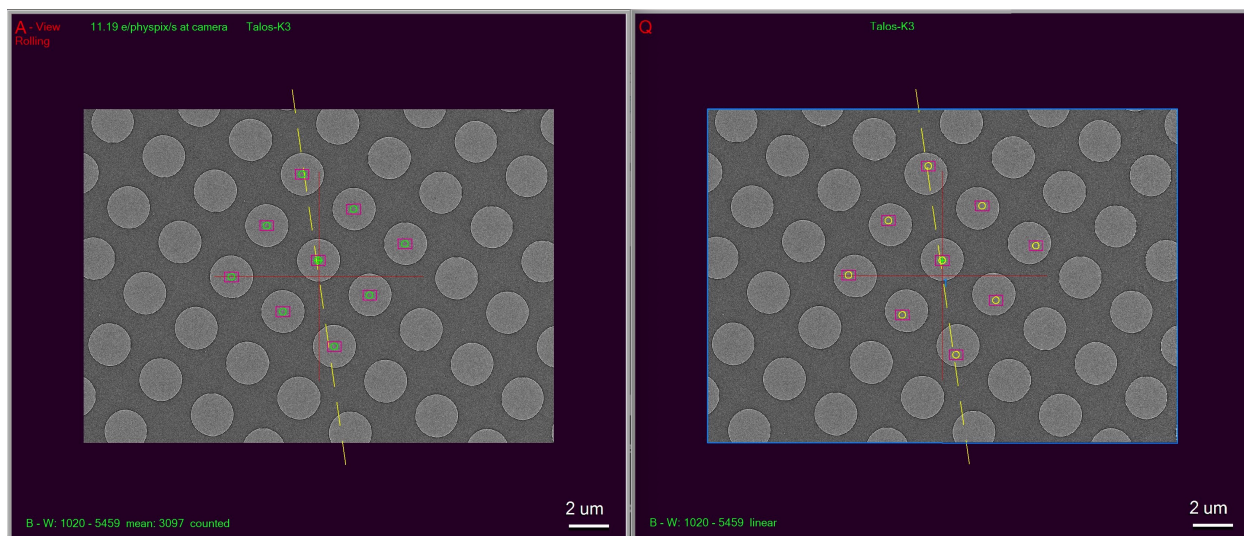 A - View 11.19 e/physpix/s at camera Talos-K3
Rolling
B - W: 1020 - 5459 mean: 3097 counted
2 um
Q Talos-K3
B - W: 1020 - 5459 linear
2 um